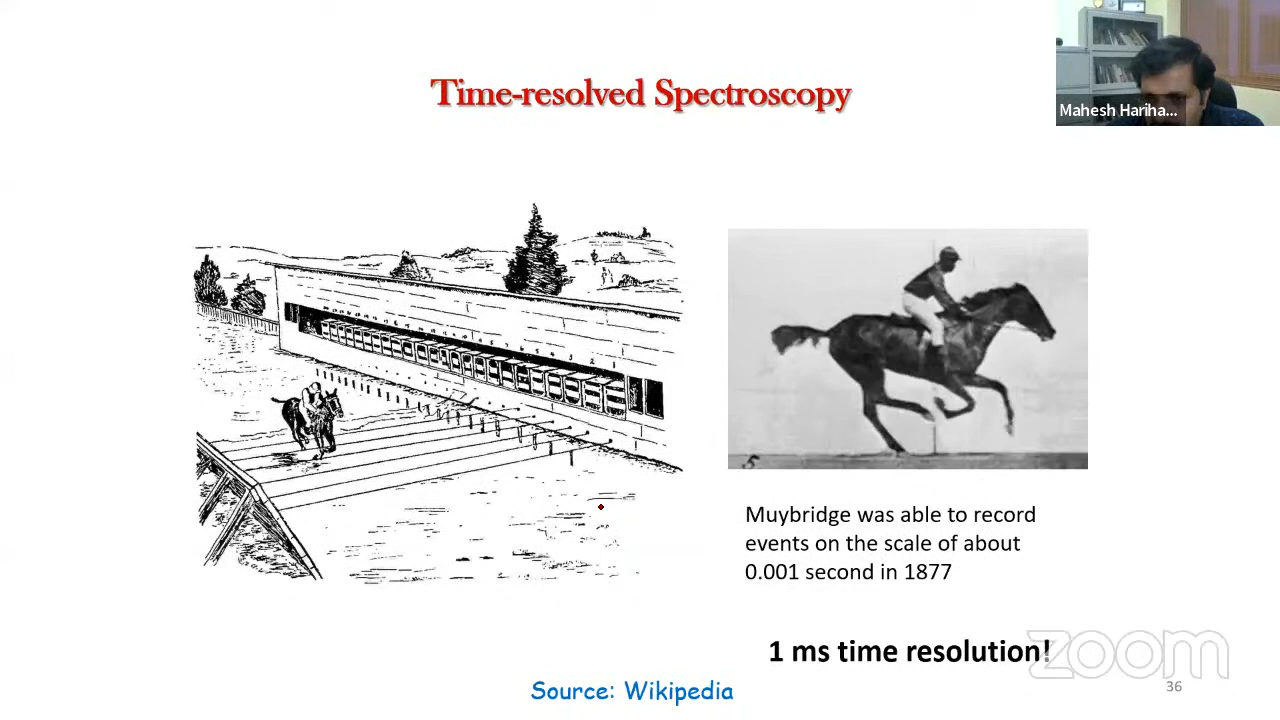 Time-resolved Spectroscopy
Mahesh Hariha...
5
Muybridge was able to record
events on the scale of about
0.001 second in 1877
1 ms time resolution!
zoom
Source: Wikipedia
36